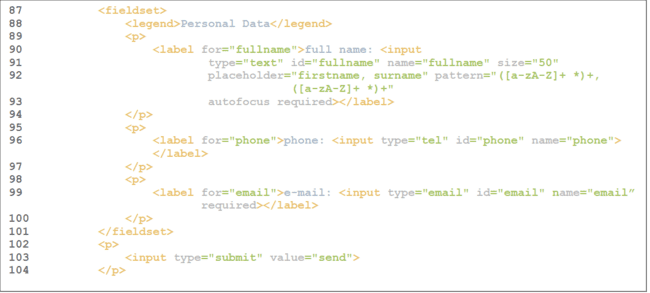 87 <fieldset>
88 <legend>Personal Data</legend>
89 <p>
90 <label for="fullname">full name: <input
91 type="text" id="fullname" name="fullname" size="50"
92 placeholder="firstname, surname" pattern="([a-zA-Z]+ *)+,
([a-zA-Z]+ *)+"
93 autofocus required></label>
94 </p>
95 <p>
96 <label for="phone">phone: <input type="tel" id="phone" name="phone">
</label>
97 </p>
98 <p>
99 <label for="email">e-mail: <input type="email" id="email" name="email”
required></label>
100 </p>
101 </fieldset>
102 <p>
103 <input type="submit" value="send">
104 </p>